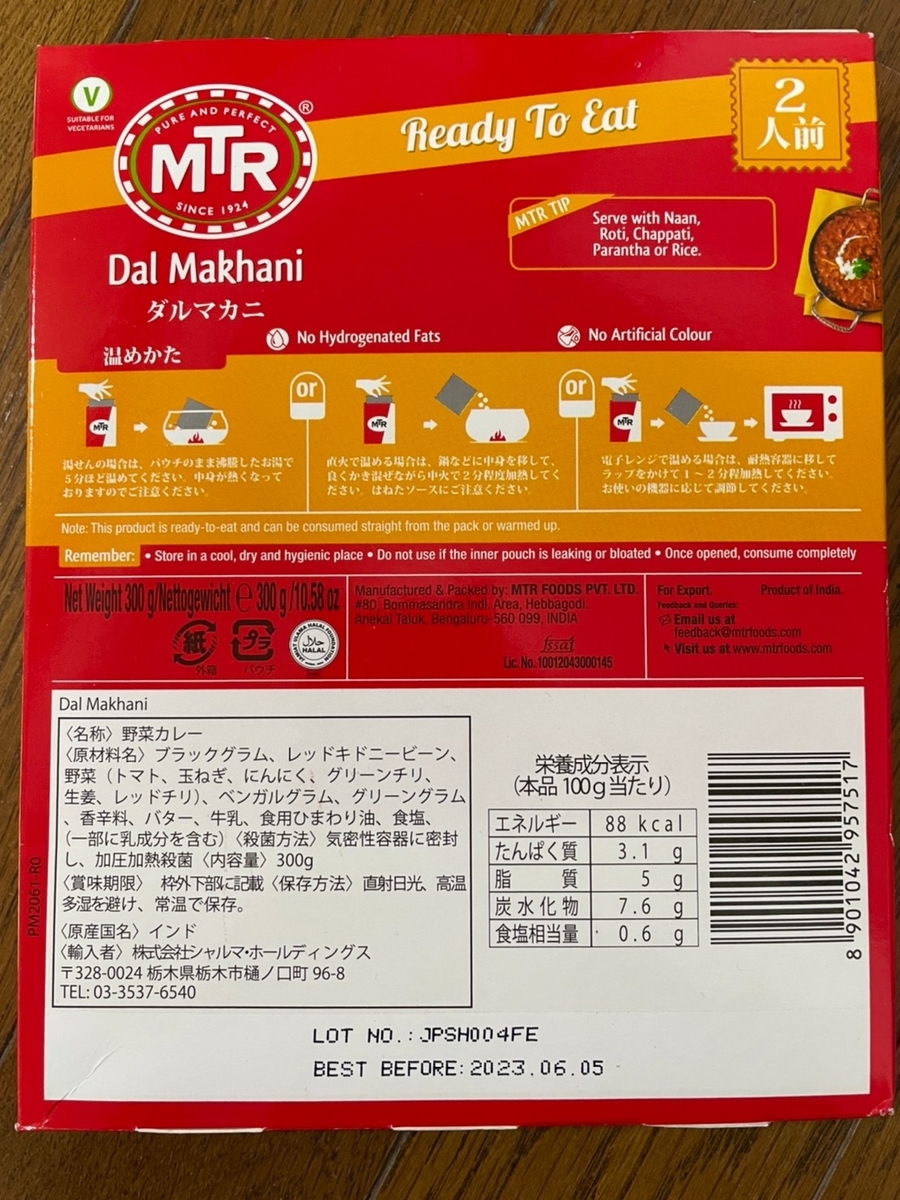 V
SUITABLE FOR
VEGETARIANS
PURE AND PERFECT
MTR
SINCE 1924
®
Ready To Eat
2
人前
MTR TIP
Serve with Naan,
Roti, Chappati,
Parantha or Rice.
Dal Makhani
ダルマカニ
No Hydrogenated Fats
No Artificial Colour
温めかた
MTR
or
MTR
or
MTR
湯せんの場合は、パウチのまま沸騰したお湯で
5分ほど温めてください。中身が熱くなって
おりますのでご注意ください。
直火で温める場合は、鍋などに中身を移して、
良くかき混ぜながら中火で2分程度加熱してく
ださい。はねたソースにご注意ください。
電子レンジで温める場合は、耐熱容器に移して
ラップをかけて1～2分程加熱してください。
お使いの機器に応じて調節してください。
Note: This product is ready-to-eat and can be consumed straight from the pack or warmed up.
Remember: • Store in a cool, dry and hygienic place • Do not use if the inner pouch is leaking or bloated • Once opened, consume completely
Net Weight 300 g/Nettogewicht ℮ 300 g /10.58 oz
紙
外箱
プラ
パウチ
HALAL
Manufactured & Packed by: MTR FOODS PVT. LTD.
#80, Bommasandra Indl. Area, Hebbagodi,
Anekal Taluk, Bengaluru-560 099, INDIA
fssai
Lic. No. 10012043000145
For Export. Product of India.
Feedback and Queries:
Email us at
feedback@mtrfoods.com
Visit us at www.mtrfoods.com
Dal Makhani
〈名称〉野菜カレー
〈原材料名〉ブラックグラム、レッドキドニービーン、
野菜（トマト、玉ねぎ、にんにく、グリーンチリ、
生姜、レッドチリ）、ベンガルグラム、グリーングラム
、香辛料、バター、牛乳、食用ひまわり油、食塩、
（一部に乳成分を含む）〈殺菌方法〉気密性容器に密封
し、加圧加熱殺菌〈内容量〉300g
〈賞味期限〉 枠外下部に記載〈保存方法〉直射日光、高温
多湿を避け、常温で保存。
〈原産国名〉インド
〈輸入者〉株式会社シャルマ・ホールディングス
〒328-0024 栃木県栃木市樋ノ口町 96-8
TEL: 03-3537-6540
栄養成分表示
（本品 100g当たり）
エネルギー 88 kcal
たんぱく質 3.1 g
脂質 5 g
炭水化物 7.6 g
食塩相当量 0.6 g
8 901042 957517
PM2061-R0
LOT NO.: JPSH004FE
BEST BEFORE: 2023.06.05